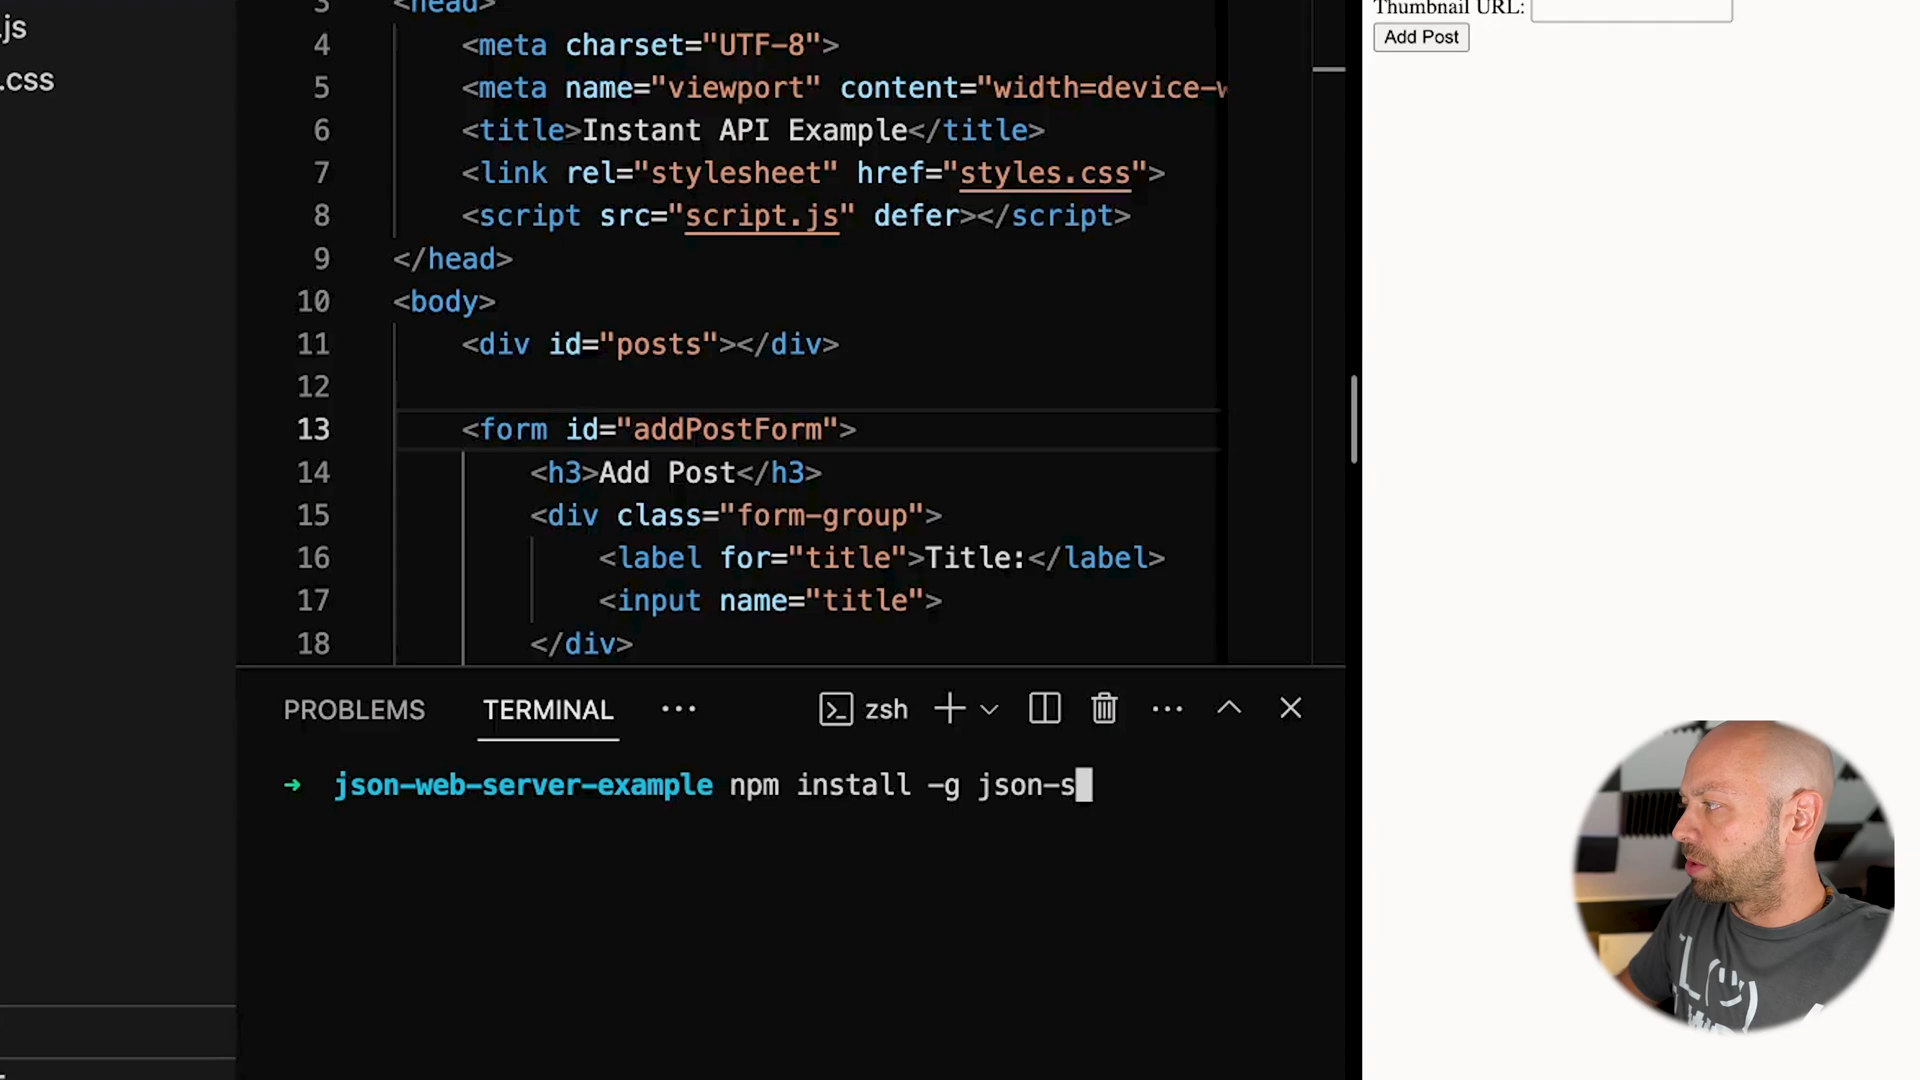 .js
.css
3 <head>
4 <meta charset="UTF-8">
5 <meta name="viewport" content="width=device-w
6 <title>Instant API Example</title>
7 <link rel="stylesheet" href="styles.css">
8 <script src="script.js" defer></script>
9 </head>
10 <body>
11 <div id="posts"></div>
12
13 <form id="addPostForm">
14 <h3>Add Post</h3>
15 <div class="form-group">
16 <label for="title">Title:</label>
17 <input name="title">
18 </div>
PROBLEMS TERMINAL ··· zsh
➜ json-web-server-example npm install -g json-s
Thumbnail URL:
Add Post